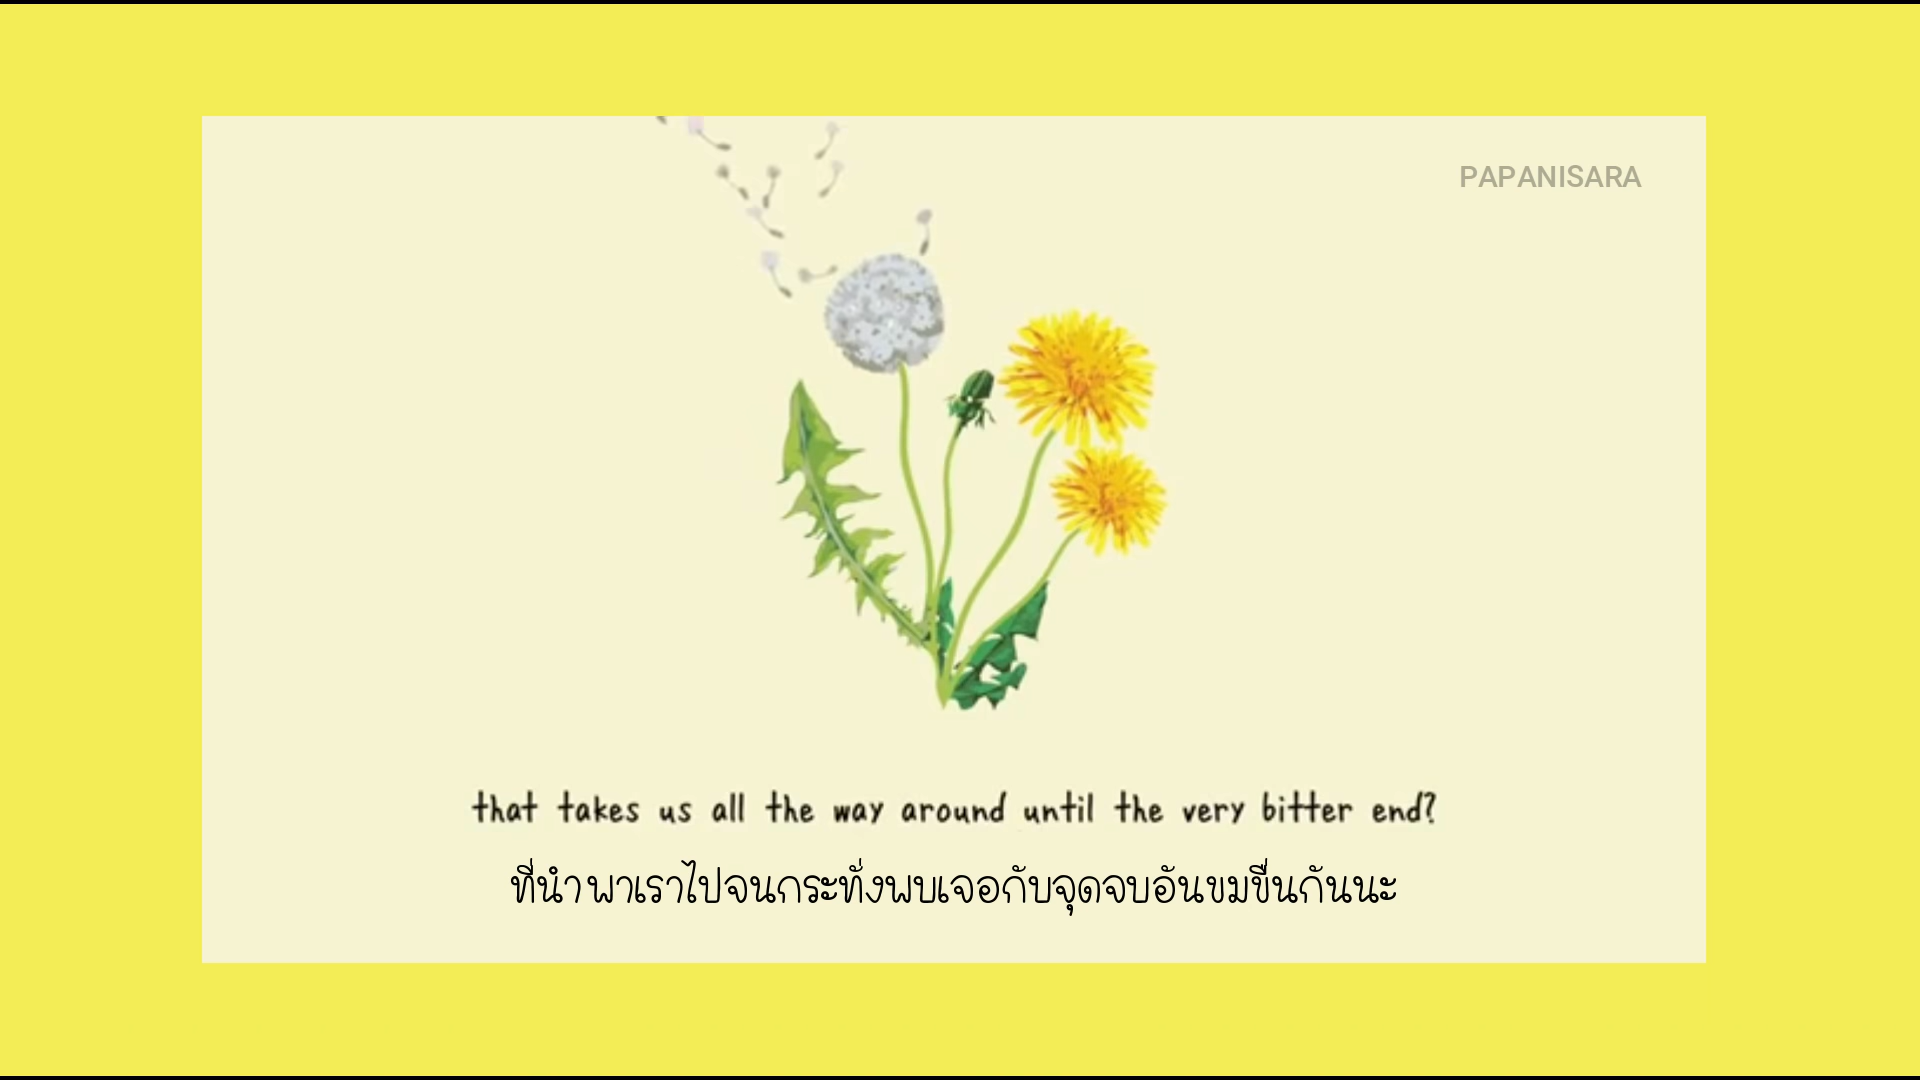 PAPANISARA
that takes us all the way around until the very bitter end?
ที่นำพาเราไปจนกระทั่งพบเจอกับจุดจบอันขมขื่นกันนะ